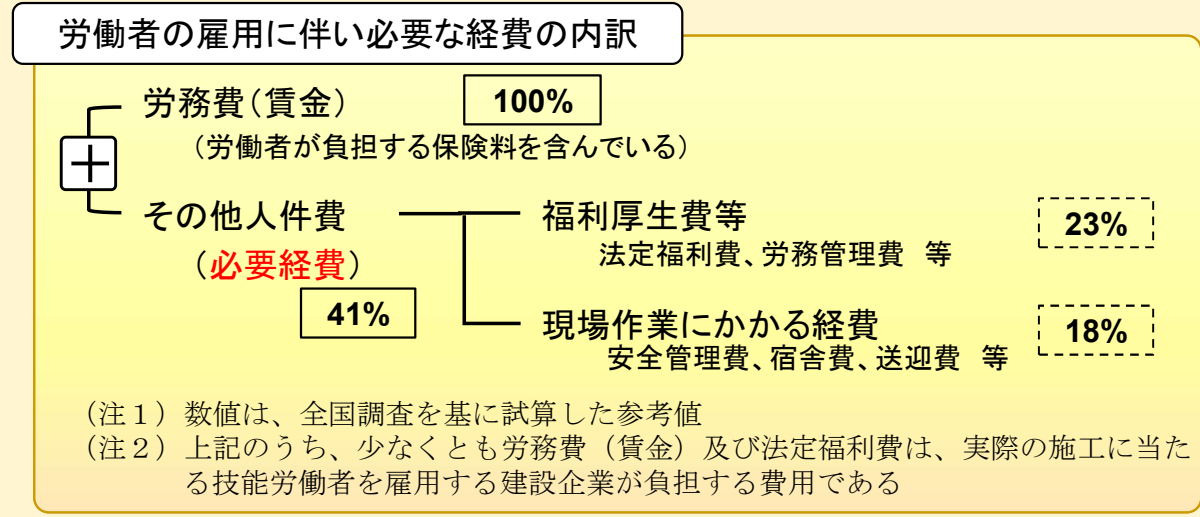 労働者の雇用に伴い必要な経費の内訳
労務費(賃金) 100%
(労働者が負担する保険料を含んでいる)
+
その他人件費
(必要経費)
41%
福利厚生費等 23%
法定福利費、労務管理費 等
現場作業にかかる経費 18%
安全管理費、宿舎費、送迎費 等
(注1)数値は、全国調査を基に試算した参考値
(注2)上記のうち、少なくとも労務費(賃金)及び法定福利費は、実際の施工に当た
る技能労働者を雇用する建設企業が負担する費用である